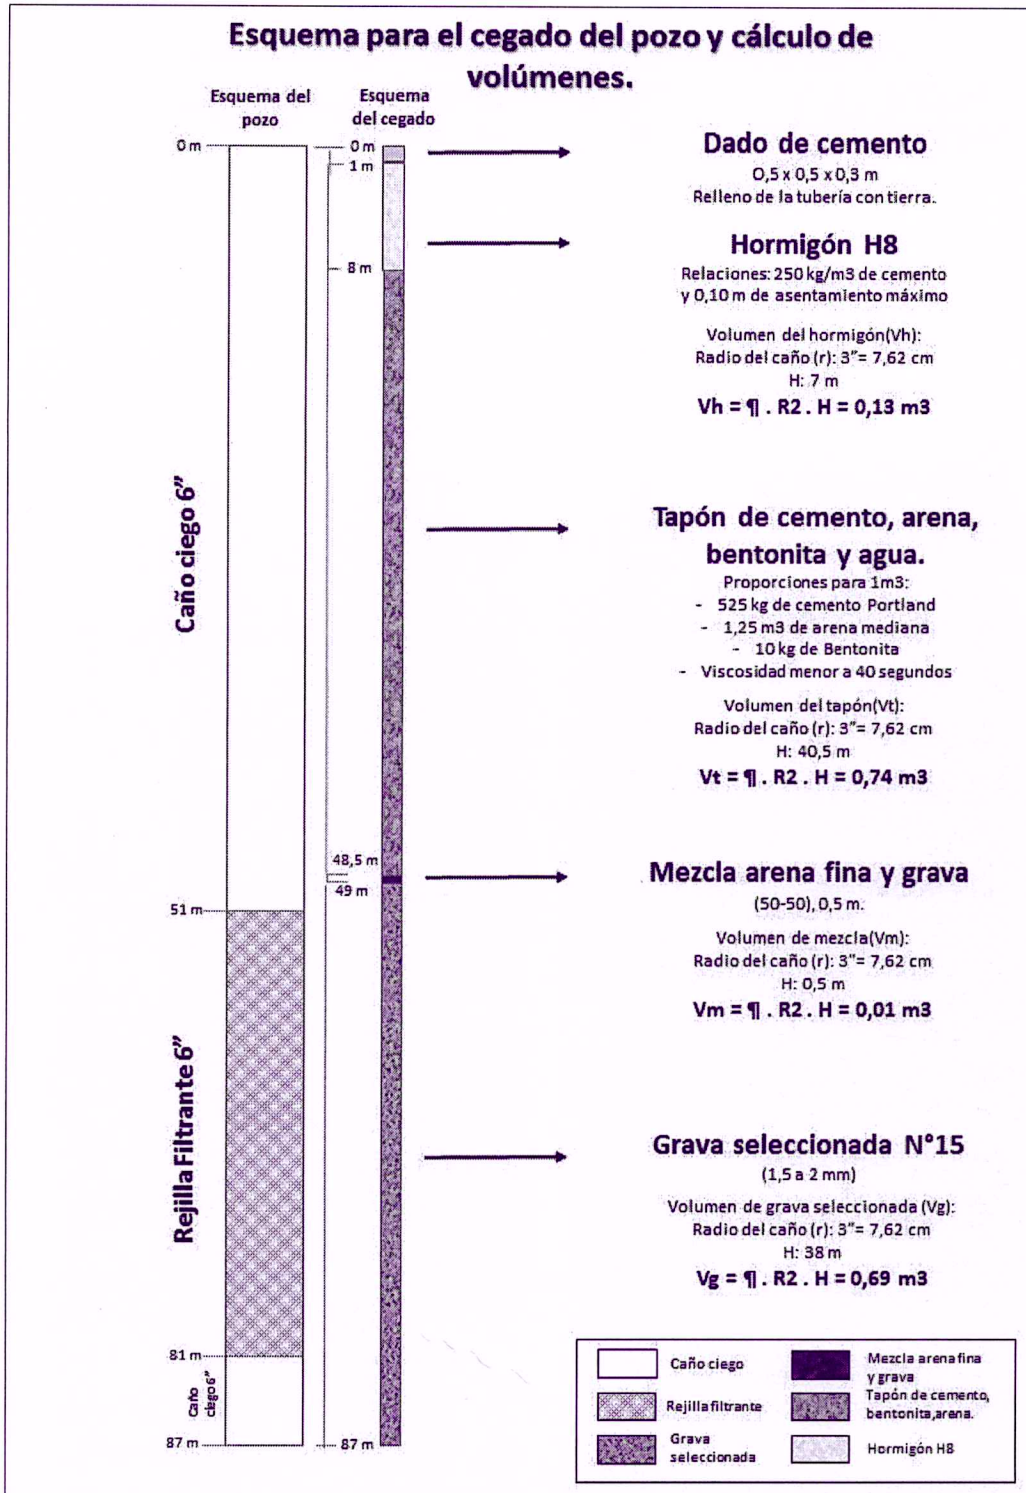 Esquema para el cegado del pozo y cálculo de
volúmenes.
Esquema del
pozo
Esquema
del cegado
0 m
0 m
1 m
8 m
48,5 m
49 m
51 m
81 m
87 m
87 m
Caño ciego 6”
Rejilla Filtrante 6”
Caño
ciego 6”
Dado de cemento
0,5 x 0,5 x 0,3 m
Relleno de la tubería con tierra.
Hormigón H8
Relaciones: 250 kg/m3 de cemento
y 0,10 m de asentamiento máximo
Volumen del hormigón(Vh):
Radio del caño (r): 3”= 7,62 cm
H: 7 m
Vh = ¶ . R2 . H = 0,13 m3
Tapón de cemento, arena,
bentonita y agua.
Proporciones para 1m3:
- 525 kg de cemento Portland
- 1,25 m3 de arena mediana
- 10 kg de Bentonita
- Viscosidad menor a 40 segundos
Volumen del tapón(Vt):
Radio del caño (r): 3”= 7,62 cm
H: 40,5 m
Vt = ¶ . R2 . H = 0,74 m3
Mezcla arena fina y grava
(50-50), 0,5 m.
Volumen de mezcla(Vm):
Radio del caño (r): 3”= 7,62 cm
H: 0,5 m
Vm = ¶ . R2 . H = 0,01 m3
Grava seleccionada N°15
(1,5 a 2 mm)
Volumen de grava seleccionada (Vg):
Radio del caño (r): 3”= 7,62 cm
H: 38 m
Vg = ¶ . R2 . H = 0,69 m3
Caño ciego
Rejilla filtrante
Grava
seleccionada
Mezcla arena fina
y grava
Tapón de cemento,
bentonita,arena.
Hormigón H8